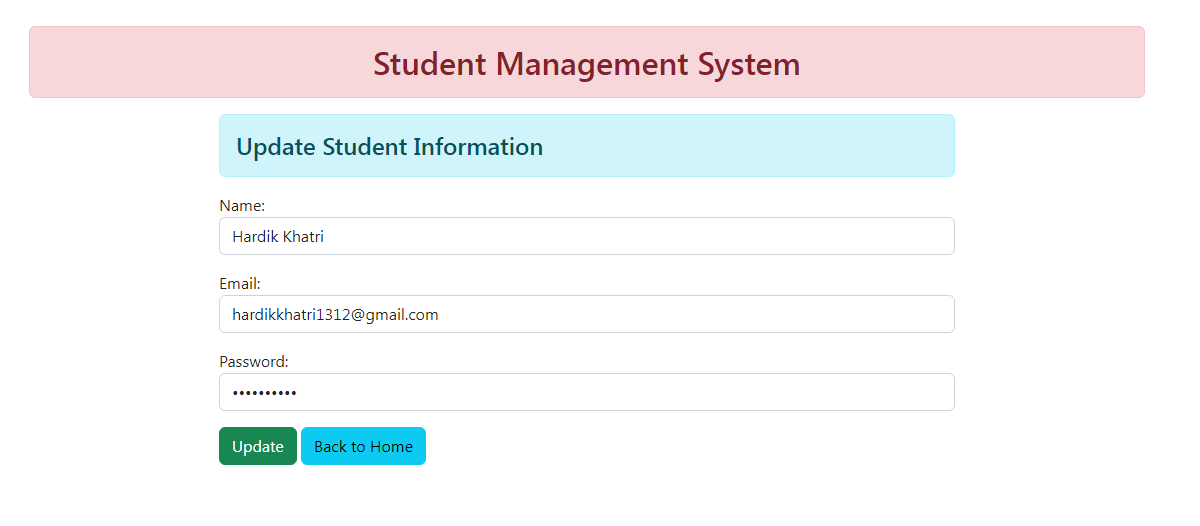 Student Management System
Update Student Information
Name:
Hardik Khatri
Email:
hardikkhatri1312@gmail.com
Password:
••••••••••
Update Back to Home